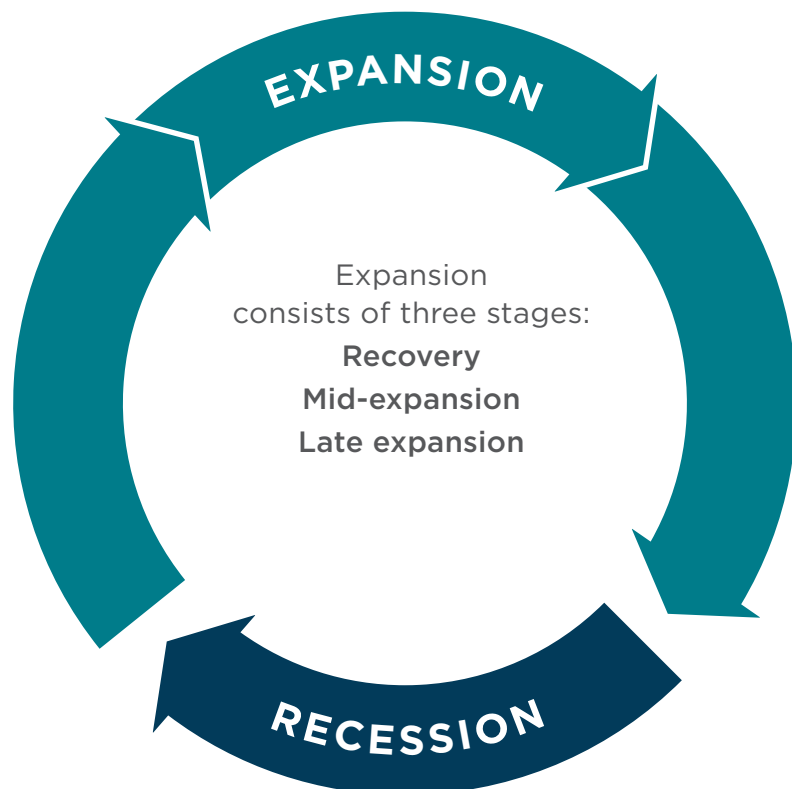 EXPANSION
Expansion
consists of three stages:
Recovery
Mid-expansion
Late expansion
RECESSION